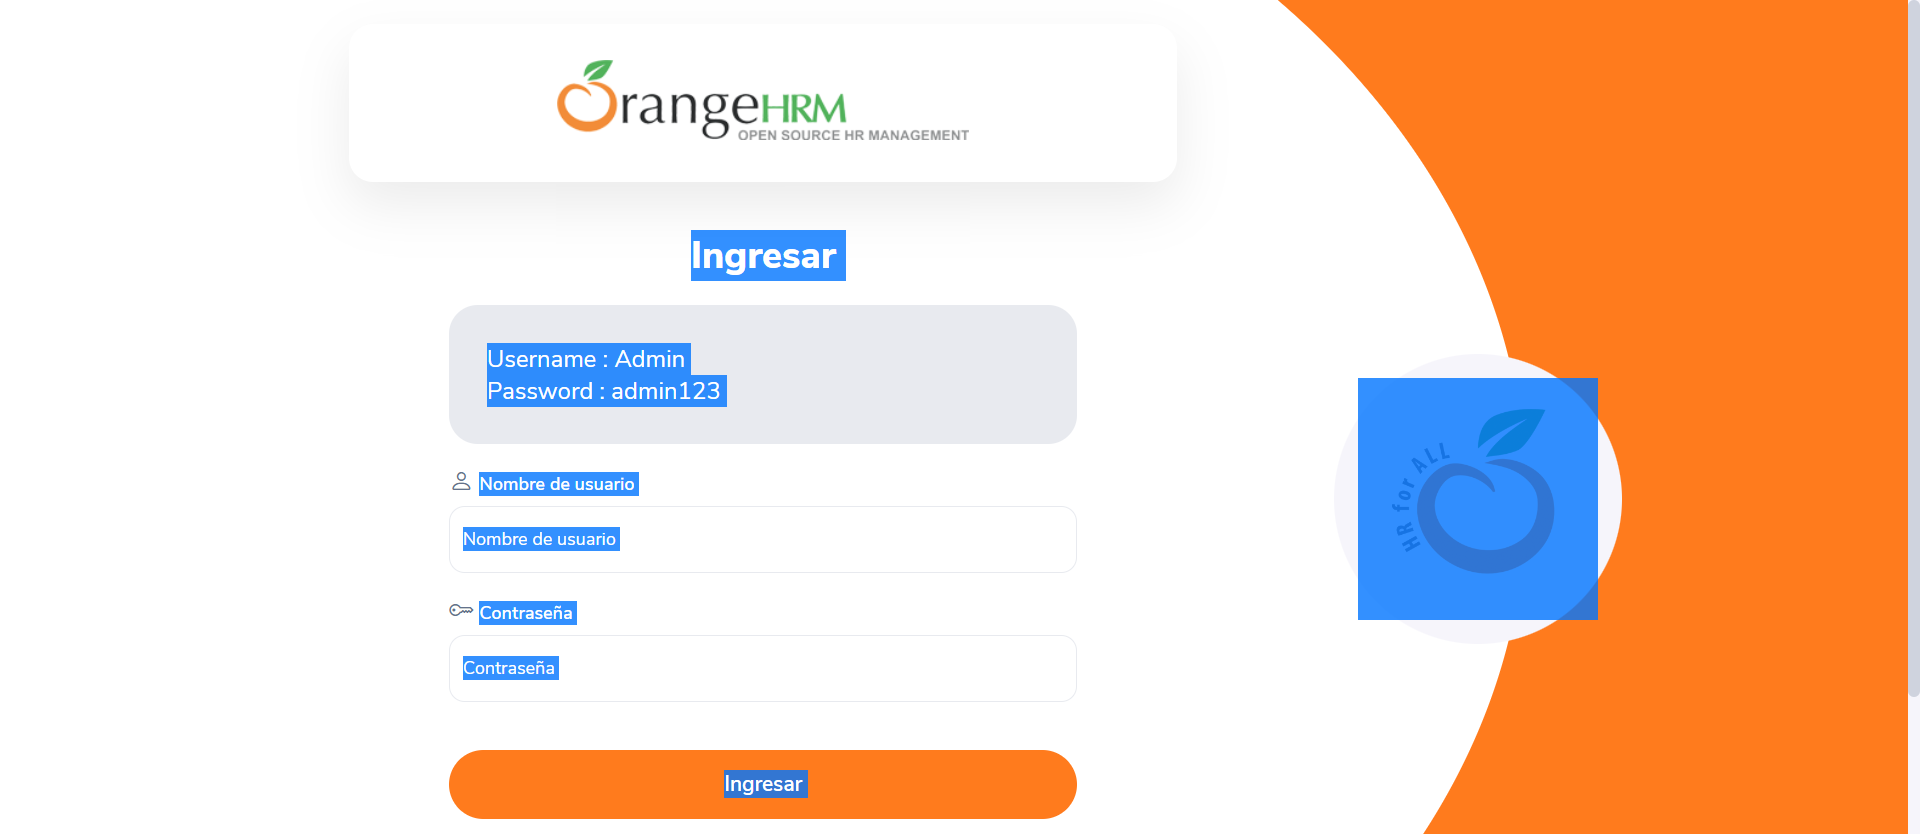 OrangeHRM
OPEN SOURCE HR MANAGEMENT
Ingresar
Username : Admin
Password : admin123
Nombre de usuario
Nombre de usuario
Contraseña
Contraseña
Ingresar
HR for ALL